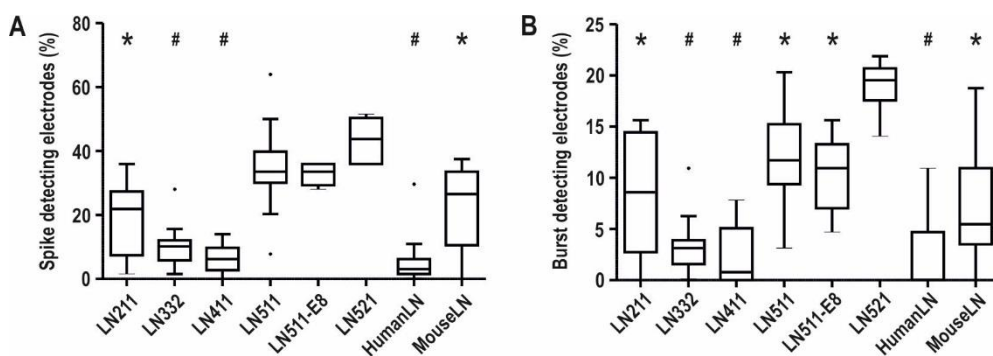 A
Spike detecting electrodes (%)
80
60
40
20
0
* # # # *
LN211
LN332
LN411
LN511
LN511-E8
LN521
HumanLN
MouseLN
B
Burst detecting electrodes (%)
25
20
15
10
5
0
* # # * * # *
LN211
LN332
LN411
LN511
LN511-E8
LN521
HumanLN
MouseLN